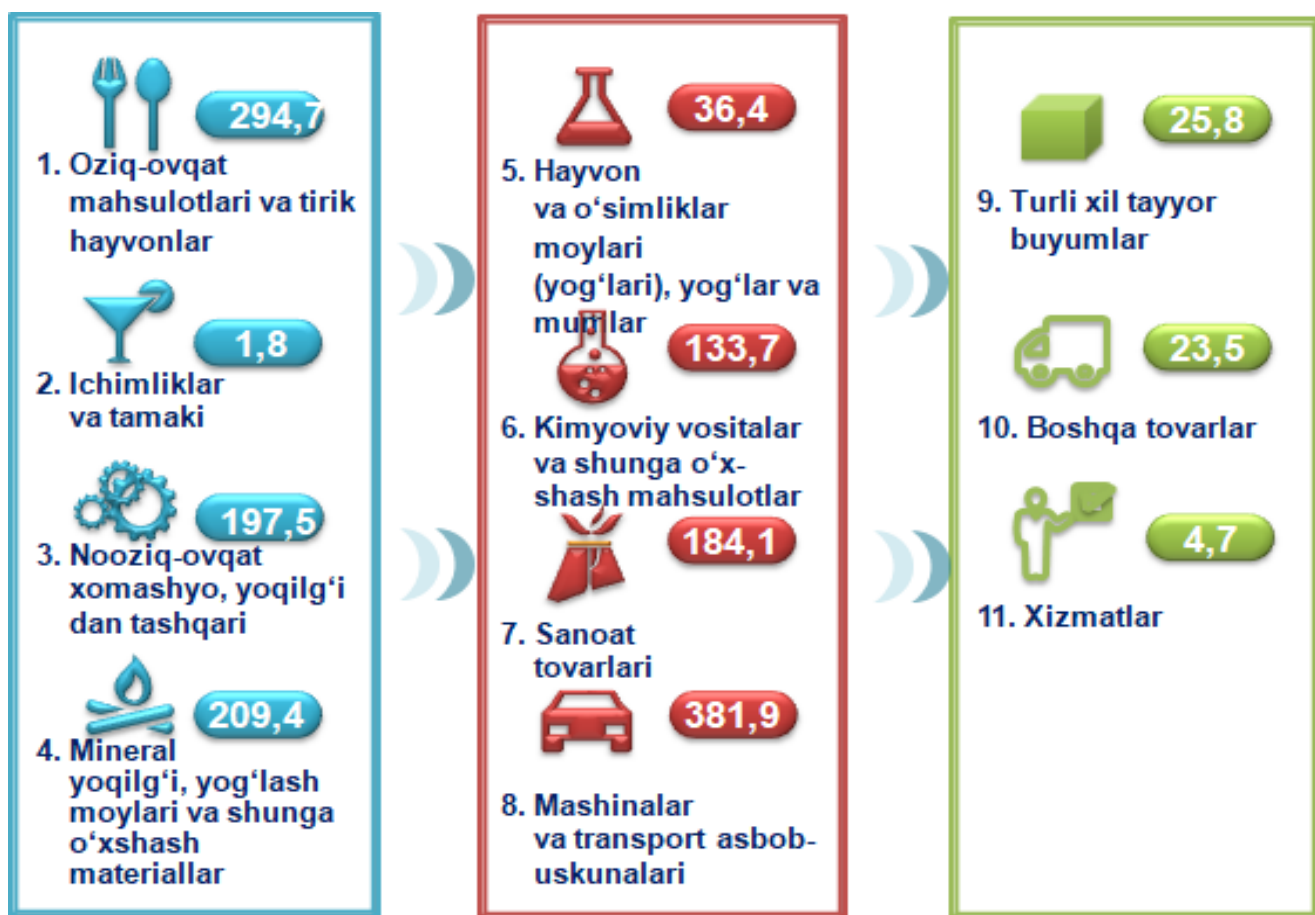 294,7
1. Oziq-ovqat
mahsulotlari va tirik
hayvonlar
1,8
2. Ichimliklar
va tamaki
197,5
3. Nooziq-ovqat
xomashyo, yoqilg‘i
dan tashqari
209,4
4. Mineral
yoqilg‘i, yog‘lash
moylari va shunga
o‘xshash
materiallar
36,4
5. Hayvon
va o‘simliklar
moylari
(yog‘lari), yog‘lar va
mumlar
133,7
6. Kimyoviy vositalar
va shunga o‘x-
shash mahsulotlar
184,1
7. Sanoat
tovarlari
381,9
8. Mashinalar
va transport asbob-
uskunalari
25,8
9. Turli xil tayyor
buyumlar
23,5
10. Boshqa tovarlar
4,7
11. Xizmatlar